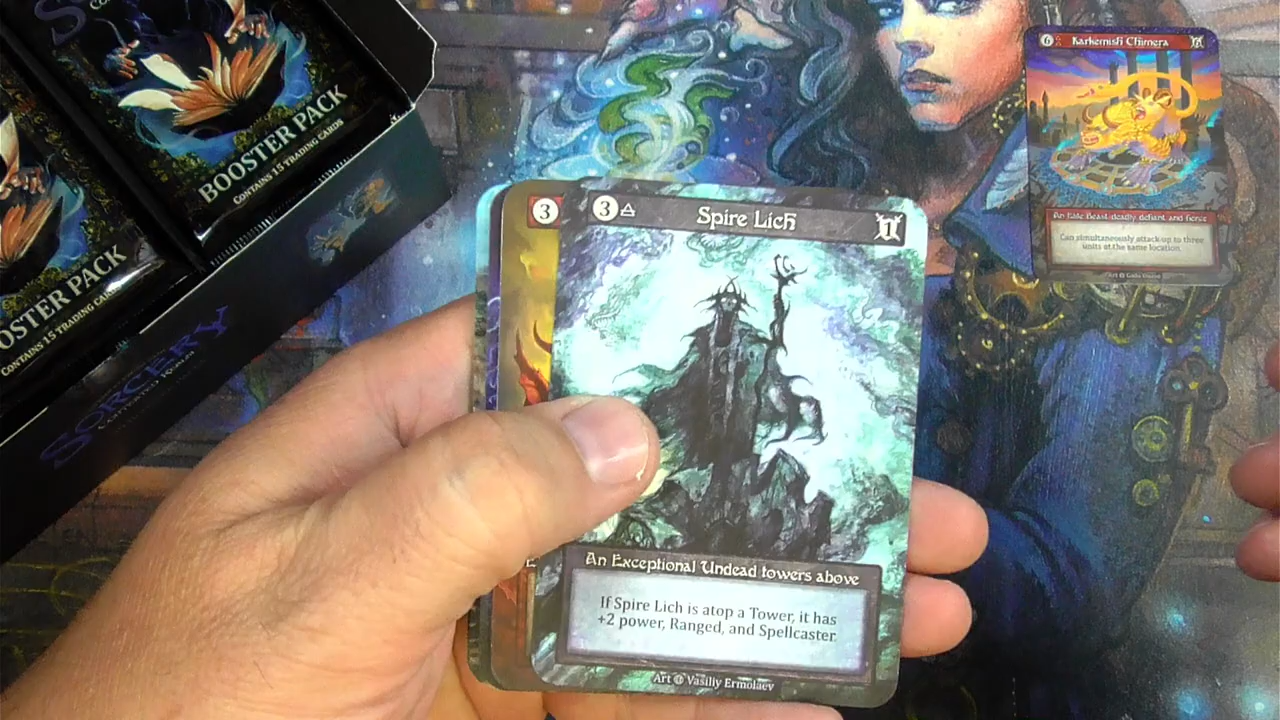 BOOSTER PACK
CONTAINS 15 TRADING CARDS
BOOSTER PACK
CONTAINS 15 TRADING CARDS
SORCERY
3
3
Spire Lich
1
An Exceptional Undead towers above
If Spire Lich is atop a Tower, it has
+2 power, Ranged, and Spellcaster.
Art @ Vasiliy Ermolaev
6
Karkemish Chimera
An Elite Beast deadly defiant and fierce
Can simultaneously attack up to three
units at the same location.